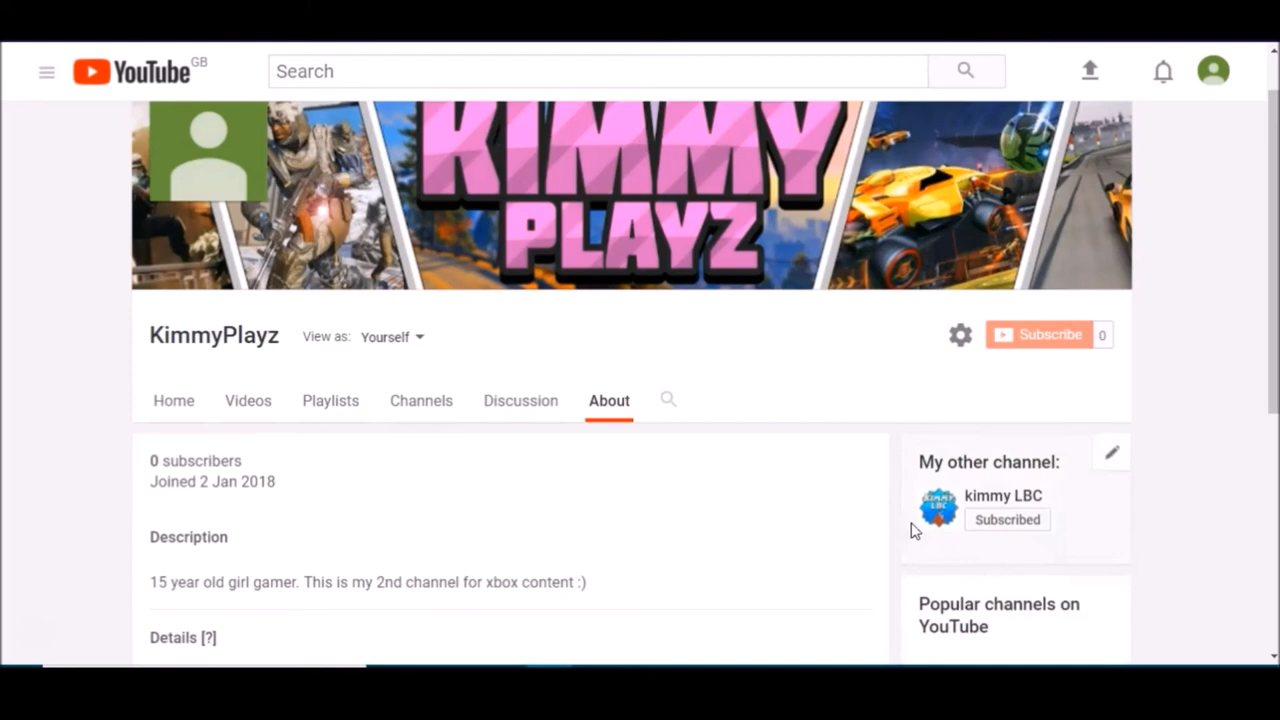 YouTube GB
Search
KIMMY
PLAYZ
KimmyPlayz View as: Yourself
Subscribe 0
Home Videos Playlists Channels Discussion About
0 subscribers
Joined 2 Jan 2018
Description
15 year old girl gamer. This is my 2nd channel for xbox content :)
Details [?]
My other channel:
KIMMY
LBC
kimmy LBC
Subscribed
Popular channels on
YouTube